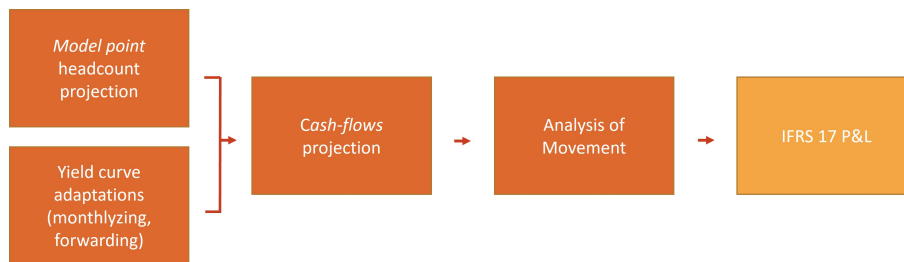 Model point
headcount
projection
Yield curve
adaptations
(monthlyzing,
forwarding)
Cash-flows
projection
Analysis of
Movement
IFRS 17 P&L